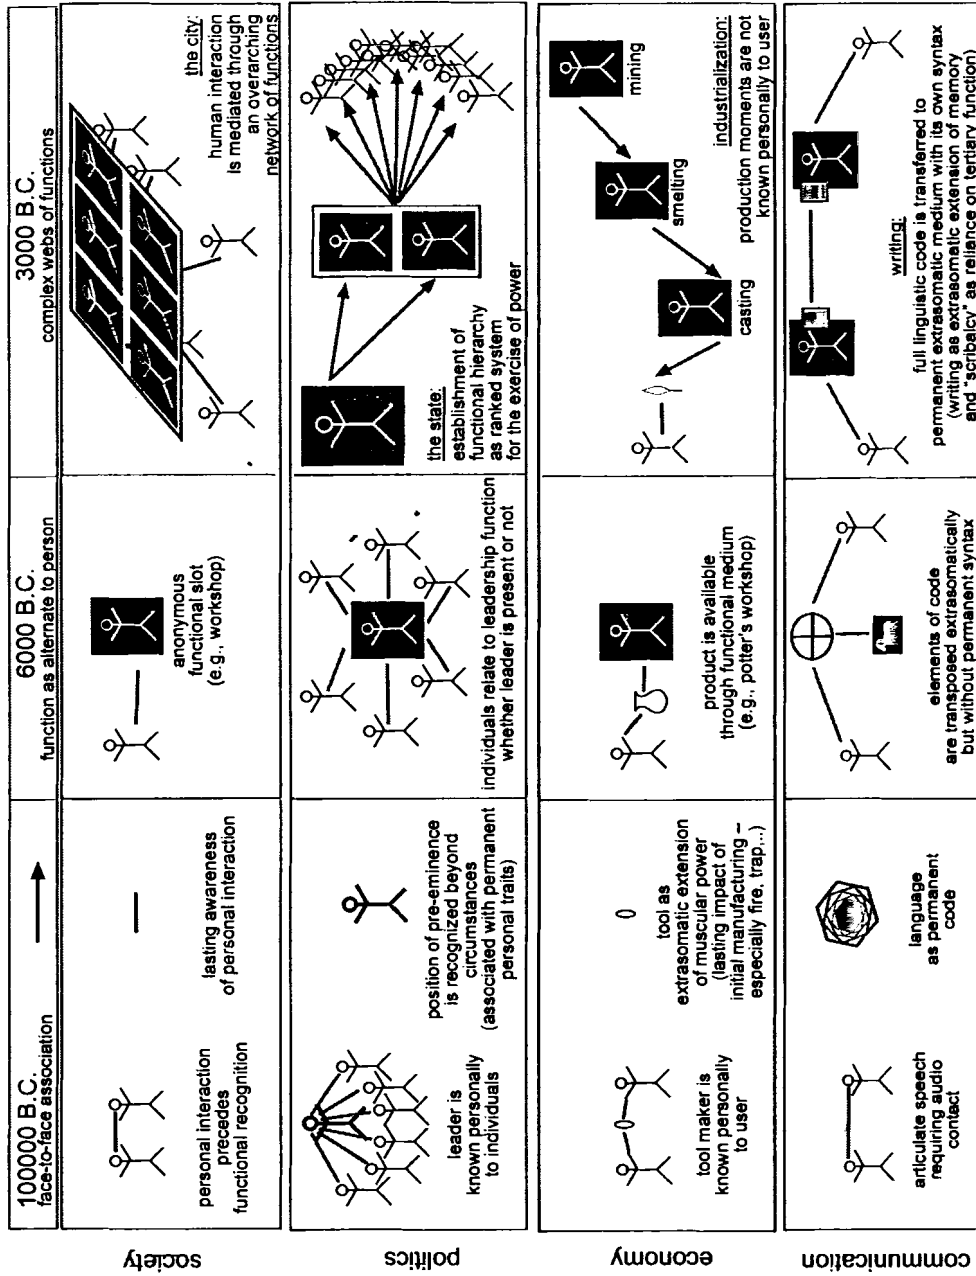 100000 B.C.
face-to-face association
6000 B.C.
function as alternate to person
3000 B.C.
complex webs of functions
society
personal interaction
precedes
functional recognition
lasting awareness
of personal interaction
anonymous
functional slot
(e.g., workshop)
the city:
human interaction
is mediated through
an overarching
network of functions
politics
leader is
known personally
to individuals
position of pre-eminence
is recognized beyond
circumstances
(associated with permanent
personal traits)
individuals relate to leadership function
whether leader is present or not
the state:
establishment of
functional hierarchy
as ranked system
for the exercise of power
economy
tool maker is
known personally
to user
tool as
extrasomatic extension
of muscular power
(lasting impact of
initial manufacturing --
especially fire, trap,..)
product is available
through functional medium
(e.g., potter's workshop)
casting
smelting
mining
industrialization:
production moments are not
known personally to user
communication
articulate speech
requiring audio
contact
language
as permanent
code
elements of code
are transposed extrasomatically
but without permanent syntax
writing:
full linguistic code is transferred to
permanent extrasomatic medium with its own syntax
(writing as extrasomatic extension of memory
and "scribalcy" as reliance on tertiary function)